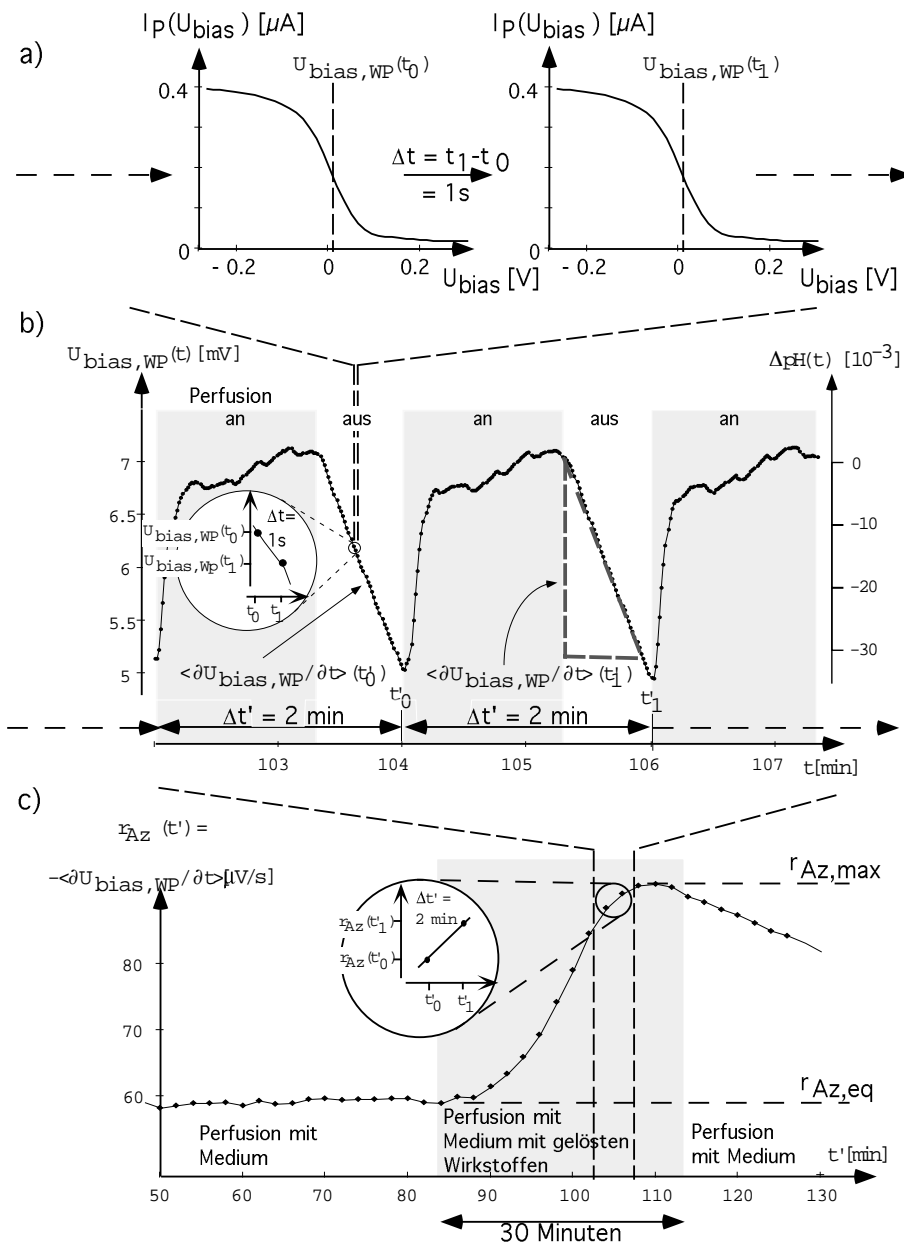 a)
I_P(U_bias) [µA]
I_P(U_bias) [µA]
U_bias,WP(t_0)
U_bias,WP(t_1)
0.4
0.4
Δt = t_1-t_0
= 1s
0
0
- 0.2
0
0.2
- 0.2
0
0.2
U_bias [V]
U_bias [V]
b)
U_bias,WP(t) [mV]
ΔpH(t) [10^-3]
Perfusion
an
aus
an
aus
an
7
6.5
6
5.5
5
0
-10
-20
-30
Δt=
1s
U_bias,WP(t_0)
U_bias,Wp(t_1)
t_0
t_1
<∂U_bias,WP/∂t>(t'_0)
<∂U_bias,WP/∂t>(t'_1)
t'_0
t'_1
Δt' = 2 min
Δt' = 2 min
103
104
105
106
107
t[min]
c)
r_Az (t') =
-<∂U_bias,WP/∂t>[µV/s]
r_Az,max
Δt' =
2 min
r_Az(t'_1)
r_Az(t'_0)
t'_0
t'_1
80
70
60
r_Az,eq
Perfusion mit
Medium
Perfusion mit
Medium mit gelösten
Wirkstoffen
Perfusion
mit Medium
t'[min]
50
60
70
80
90
100
110
120
130
30 Minuten